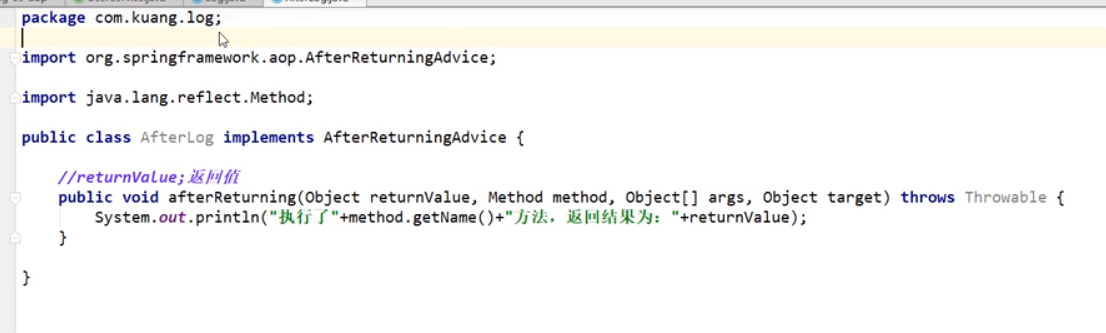 package com.kuang.log;
import org.springframework.aop.AfterReturningAdvice;
import java.lang.reflect.Method;
public class AfterLog implements AfterReturningAdvice {
//returnValue;返回值
public void afterReturning(Object returnValue, Method method, Object[] args, Object target) throws Throwable {
System.out.println("执行了"+method.getName()+"方法，返回结果为："+returnValue);
}
}